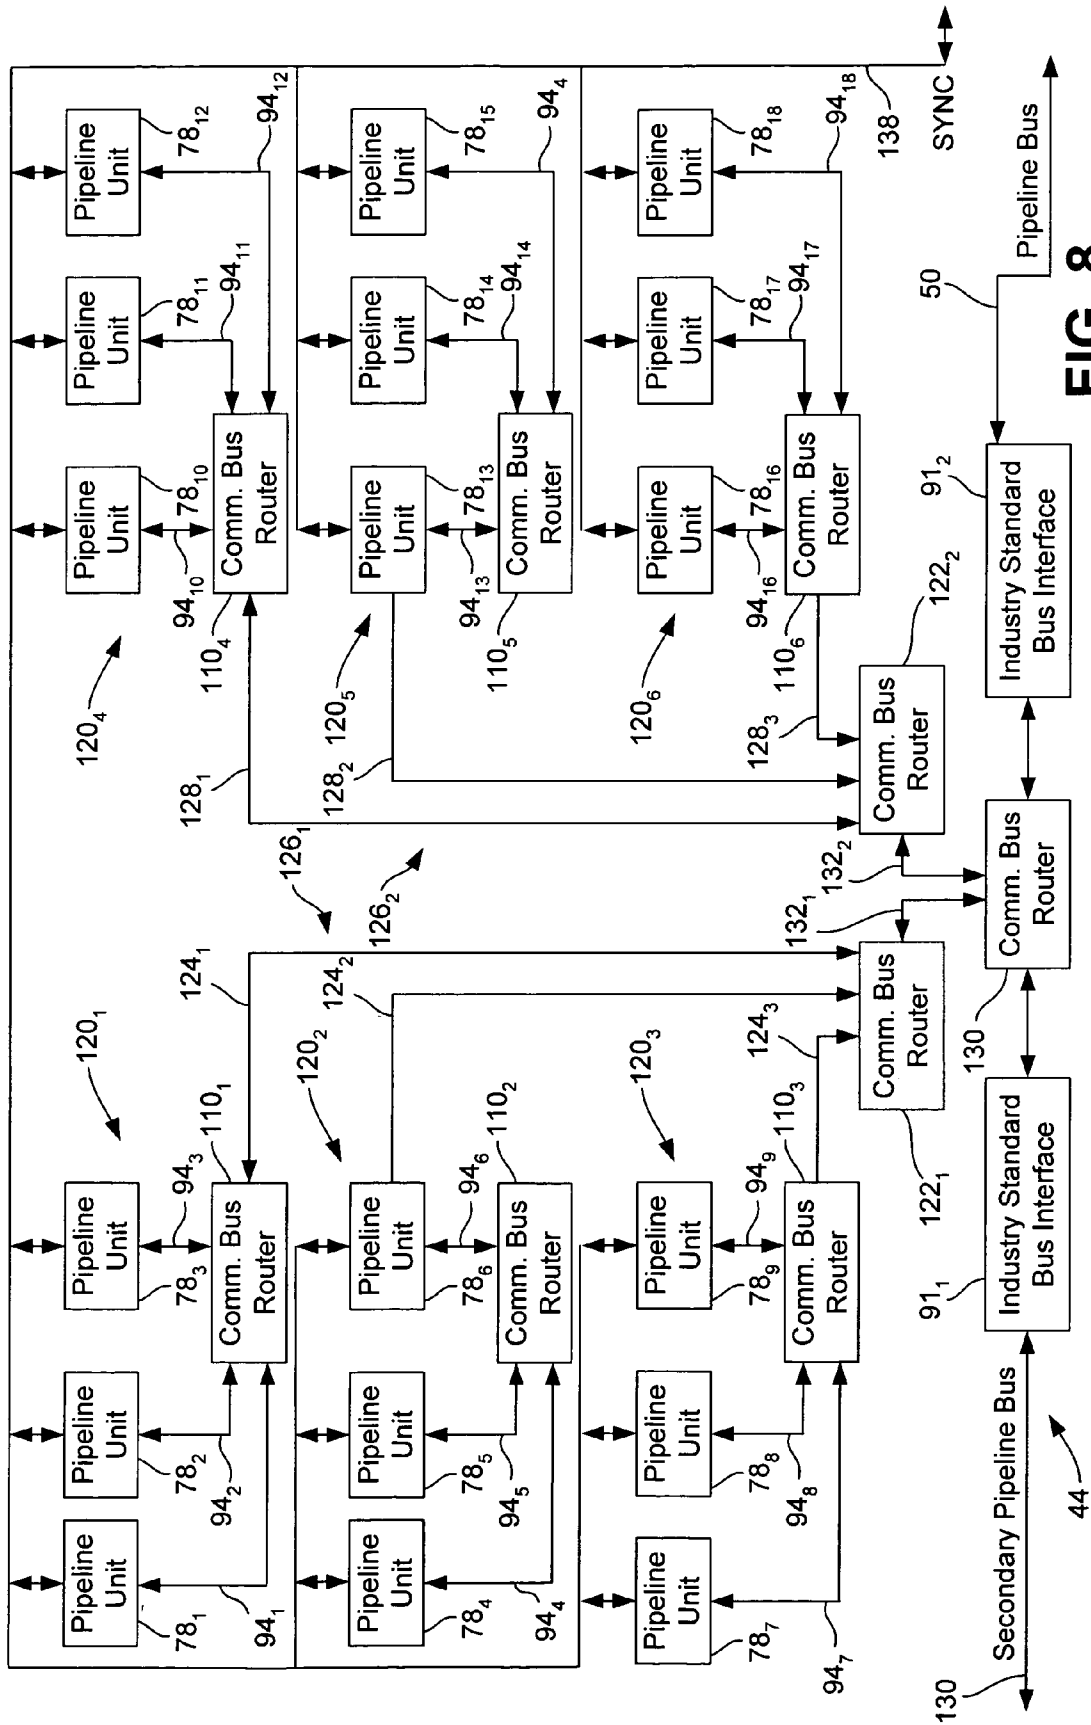 120₁
126₁
128₁
120₄
Pipeline Unit
Pipeline Unit
Pipeline Unit
Pipeline Unit
Pipeline Unit
Pipeline Unit
78₁
78₂
78₃
78₁₀
78₁₁
78₁₂
94₁
94₂
94₃
94₁₀
94₁₁
94₁₂
110₁
124₁
110₄
Comm. Bus Router
Comm. Bus Router
120₂
124₂
126₂
128₂
120₅
Pipeline Unit
Pipeline Unit
Pipeline Unit
Pipeline Unit
Pipeline Unit
Pipeline Unit
78₄
78₅
78₆
78₁₃
78₁₄
78₁₅
94₄
94₅
94₆
94₁₃
94₁₄
94₄
110₂
110₅
Comm. Bus Router
Comm. Bus Router
120₃
124₃
128₃
120₆
Pipeline Unit
Pipeline Unit
Pipeline Unit
Pipeline Unit
Pipeline Unit
Pipeline Unit
78₇
78₈
78₉
78₁₆
78₁₇
78₁₈
94₇
94₈
94₉
94₁₆
94₁₇
94₁₈
110₃
110₆
Comm. Bus Router
Comm. Bus Router
138
SYNC
132₁
132₂
Comm. Bus Router
Comm. Bus Router
122₁
122₂
130
Secondary Pipeline Bus
91₁
130
91₂
50
Pipeline Bus
Industry Standard Bus Interface
Comm. Bus Router
Industry Standard Bus Interface
44
FIG. 8